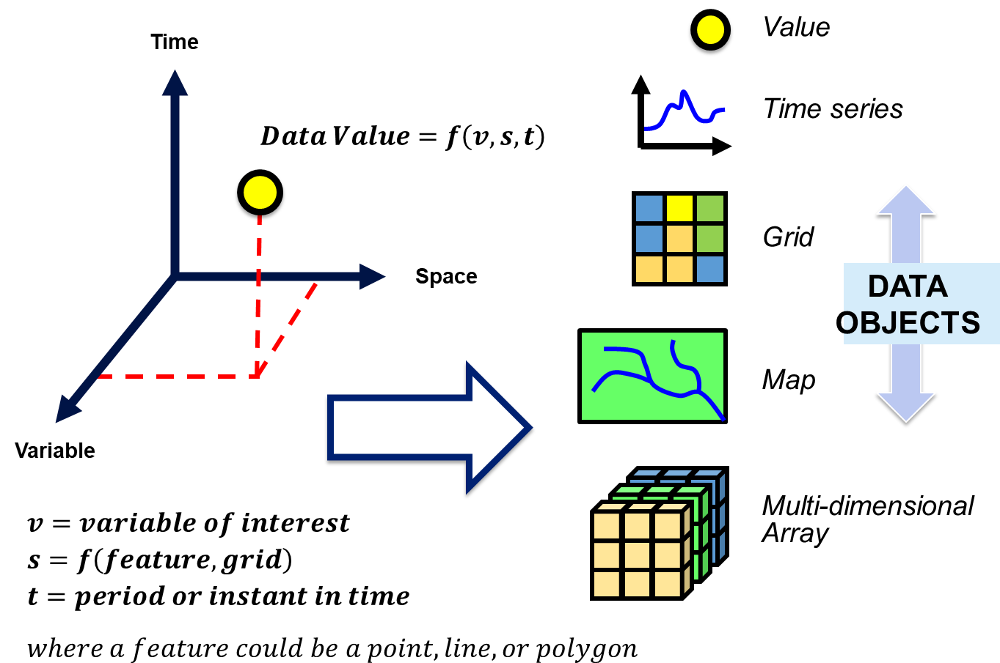 Time
Data Value = f(v, s, t)
Space
Variable
v = variable of interest
s = f(feature, grid)
t = period or instant in time
where a feature could be a point, line, or polygon
Value
Time series
Grid
Map
Multi-dimensional
Array
DATA
OBJECTS